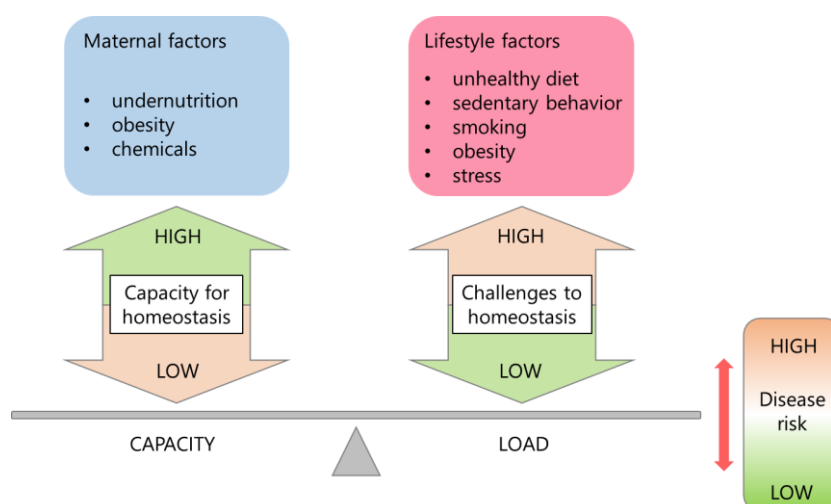 Maternal factors
• undernutrition
• obesity
• chemicals
Lifestyle factors
• unhealthy diet
• sedentary behavior
• smoking
• obesity
• stress
HIGH
Capacity for
homeostasis
LOW
HIGH
Challenges to
homeostasis
LOW
CAPACITY
LOAD
HIGH
Disease
risk
LOW